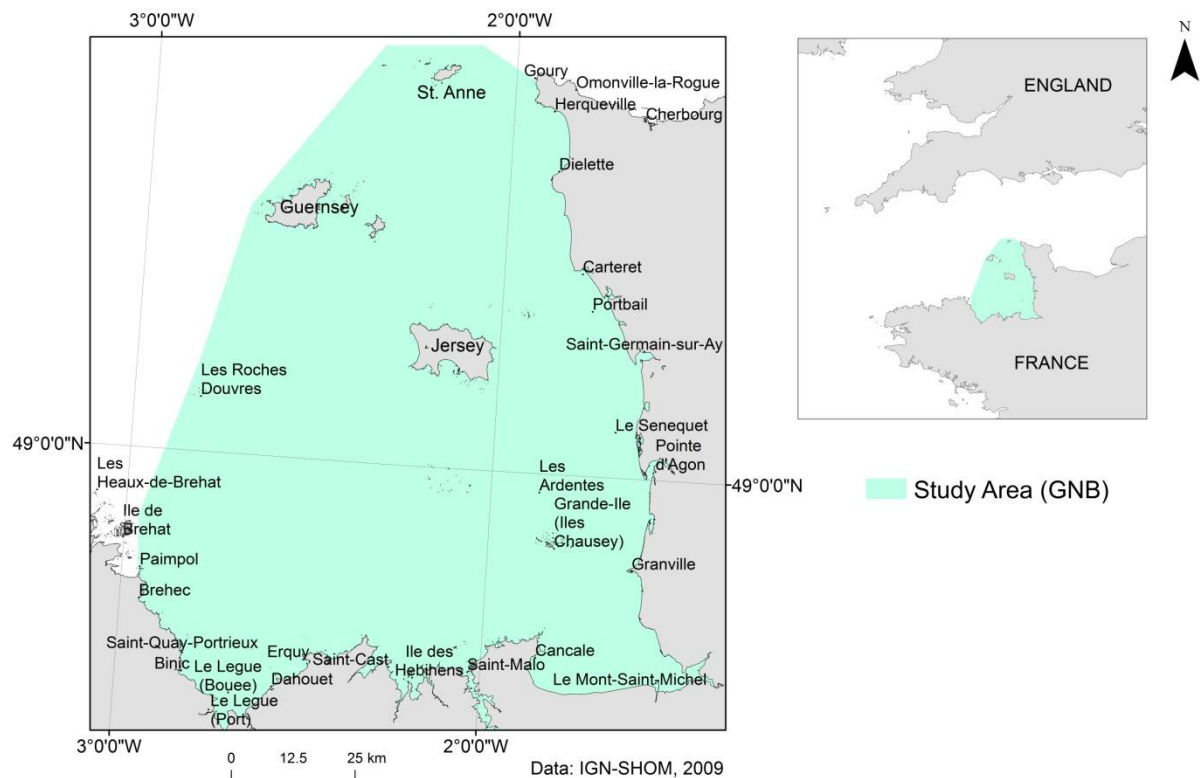 3°0'0"W
2°0'0"W
N
Goury
Omonville-la-Rogue
St. Anne
Herqueville
Cherbourg
ENGLAND
Dielette
Guernsey
Carteret
Portbail
Jersey
Saint-Germain-sur-Ay
FRANCE
Les Roches
Douvres
Le Senequet
49°0'0"N
Pointe
d'Agon
Les
Heaux-de-Brehat
Les
Ardentes
49°0'0"N
Study Area (GNB)
Grande-Ile
(Iles
Chausey)
Ile de
Brehat
Paimpol
Granville
Brehec
Saint-Quay-Portrieux
Binic
Erquy
Saint-Cast
Ile des
Hebihens
Saint-Malo
Cancale
Le Legue
(Bouee)
Dahouet
Le Mont-Saint-Michel
Le Legue
(Port)
3°0'0"W
2°0'0"W
0
12.5
25 km
Data: IGN-SHOM, 2009